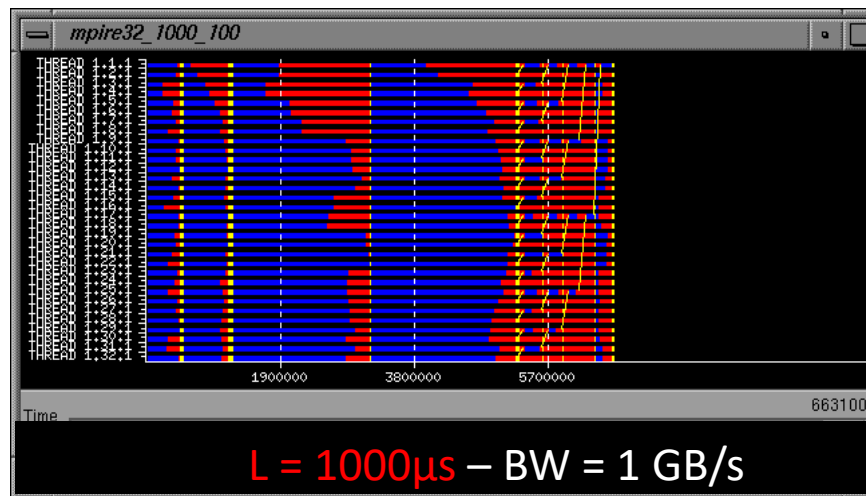 mpire32_1000_100
THREAD 1.1.1
THREAD 1.2.1
THREAD 1.3.1
THREAD 1.4.1
THREAD 1.5.1
THREAD 1.6.1
THREAD 1.7.1
THREAD 1.8.1
THREAD 1.9.1
THREAD 1.10.1
THREAD 1.11.1
THREAD 1.12.1
THREAD 1.13.1
THREAD 1.14.1
THREAD 1.15.1
THREAD 1.16.1
THREAD 1.17.1
THREAD 1.18.1
THREAD 1.19.1
THREAD 1.20.1
THREAD 1.21.1
THREAD 1.22.1
THREAD 1.23.1
THREAD 1.24.1
THREAD 1.25.1
THREAD 1.26.1
THREAD 1.27.1
THREAD 1.28.1
THREAD 1.29.1
THREAD 1.30.1
THREAD 1.31.1
THREAD 1.32.1
1900000 3800000 5700000
663100
Time
L = 1000µs – BW = 1 GB/s